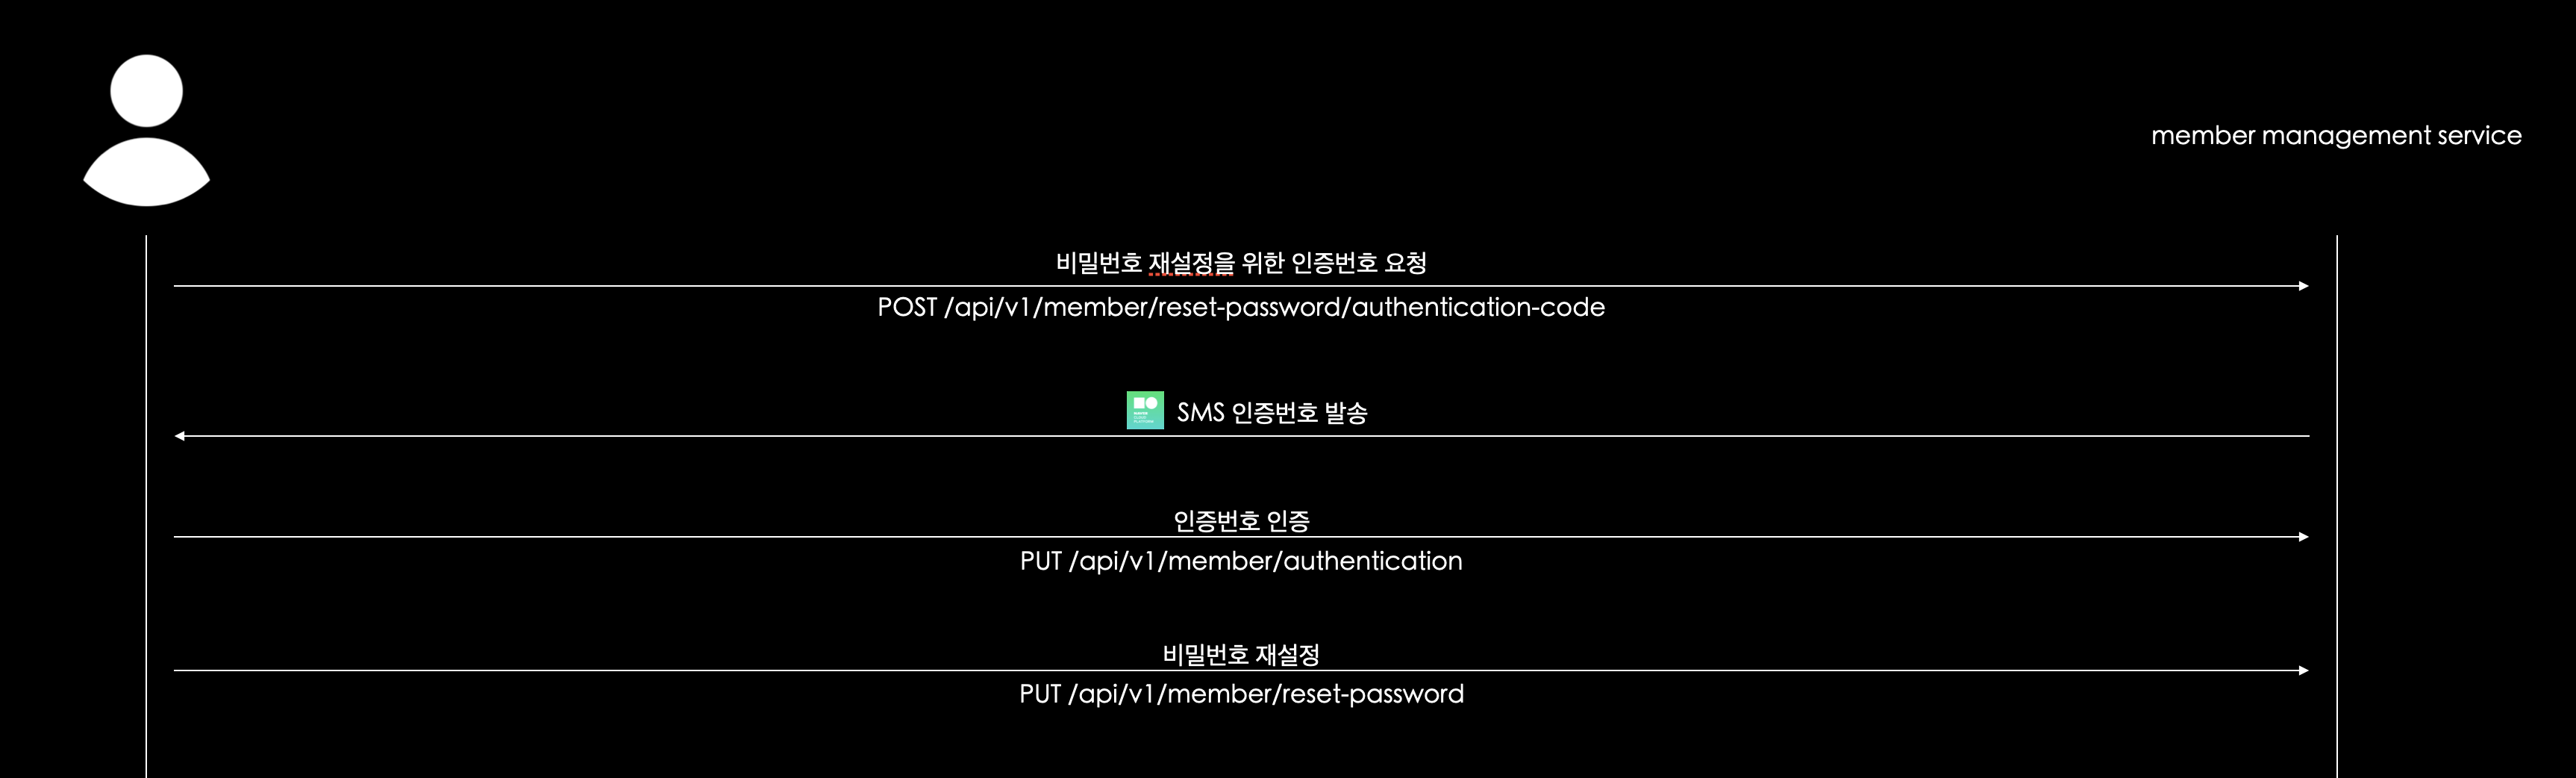 member management service
비밀번호 재설정을 위한 인증번호 요청
POST /api/v1/member/reset-password/authentication-code
SMS 인증번호 발송
인증번호 인증
PUT /api/v1/member/authentication
비밀번호 재설정
PUT /api/v1/member/reset-password